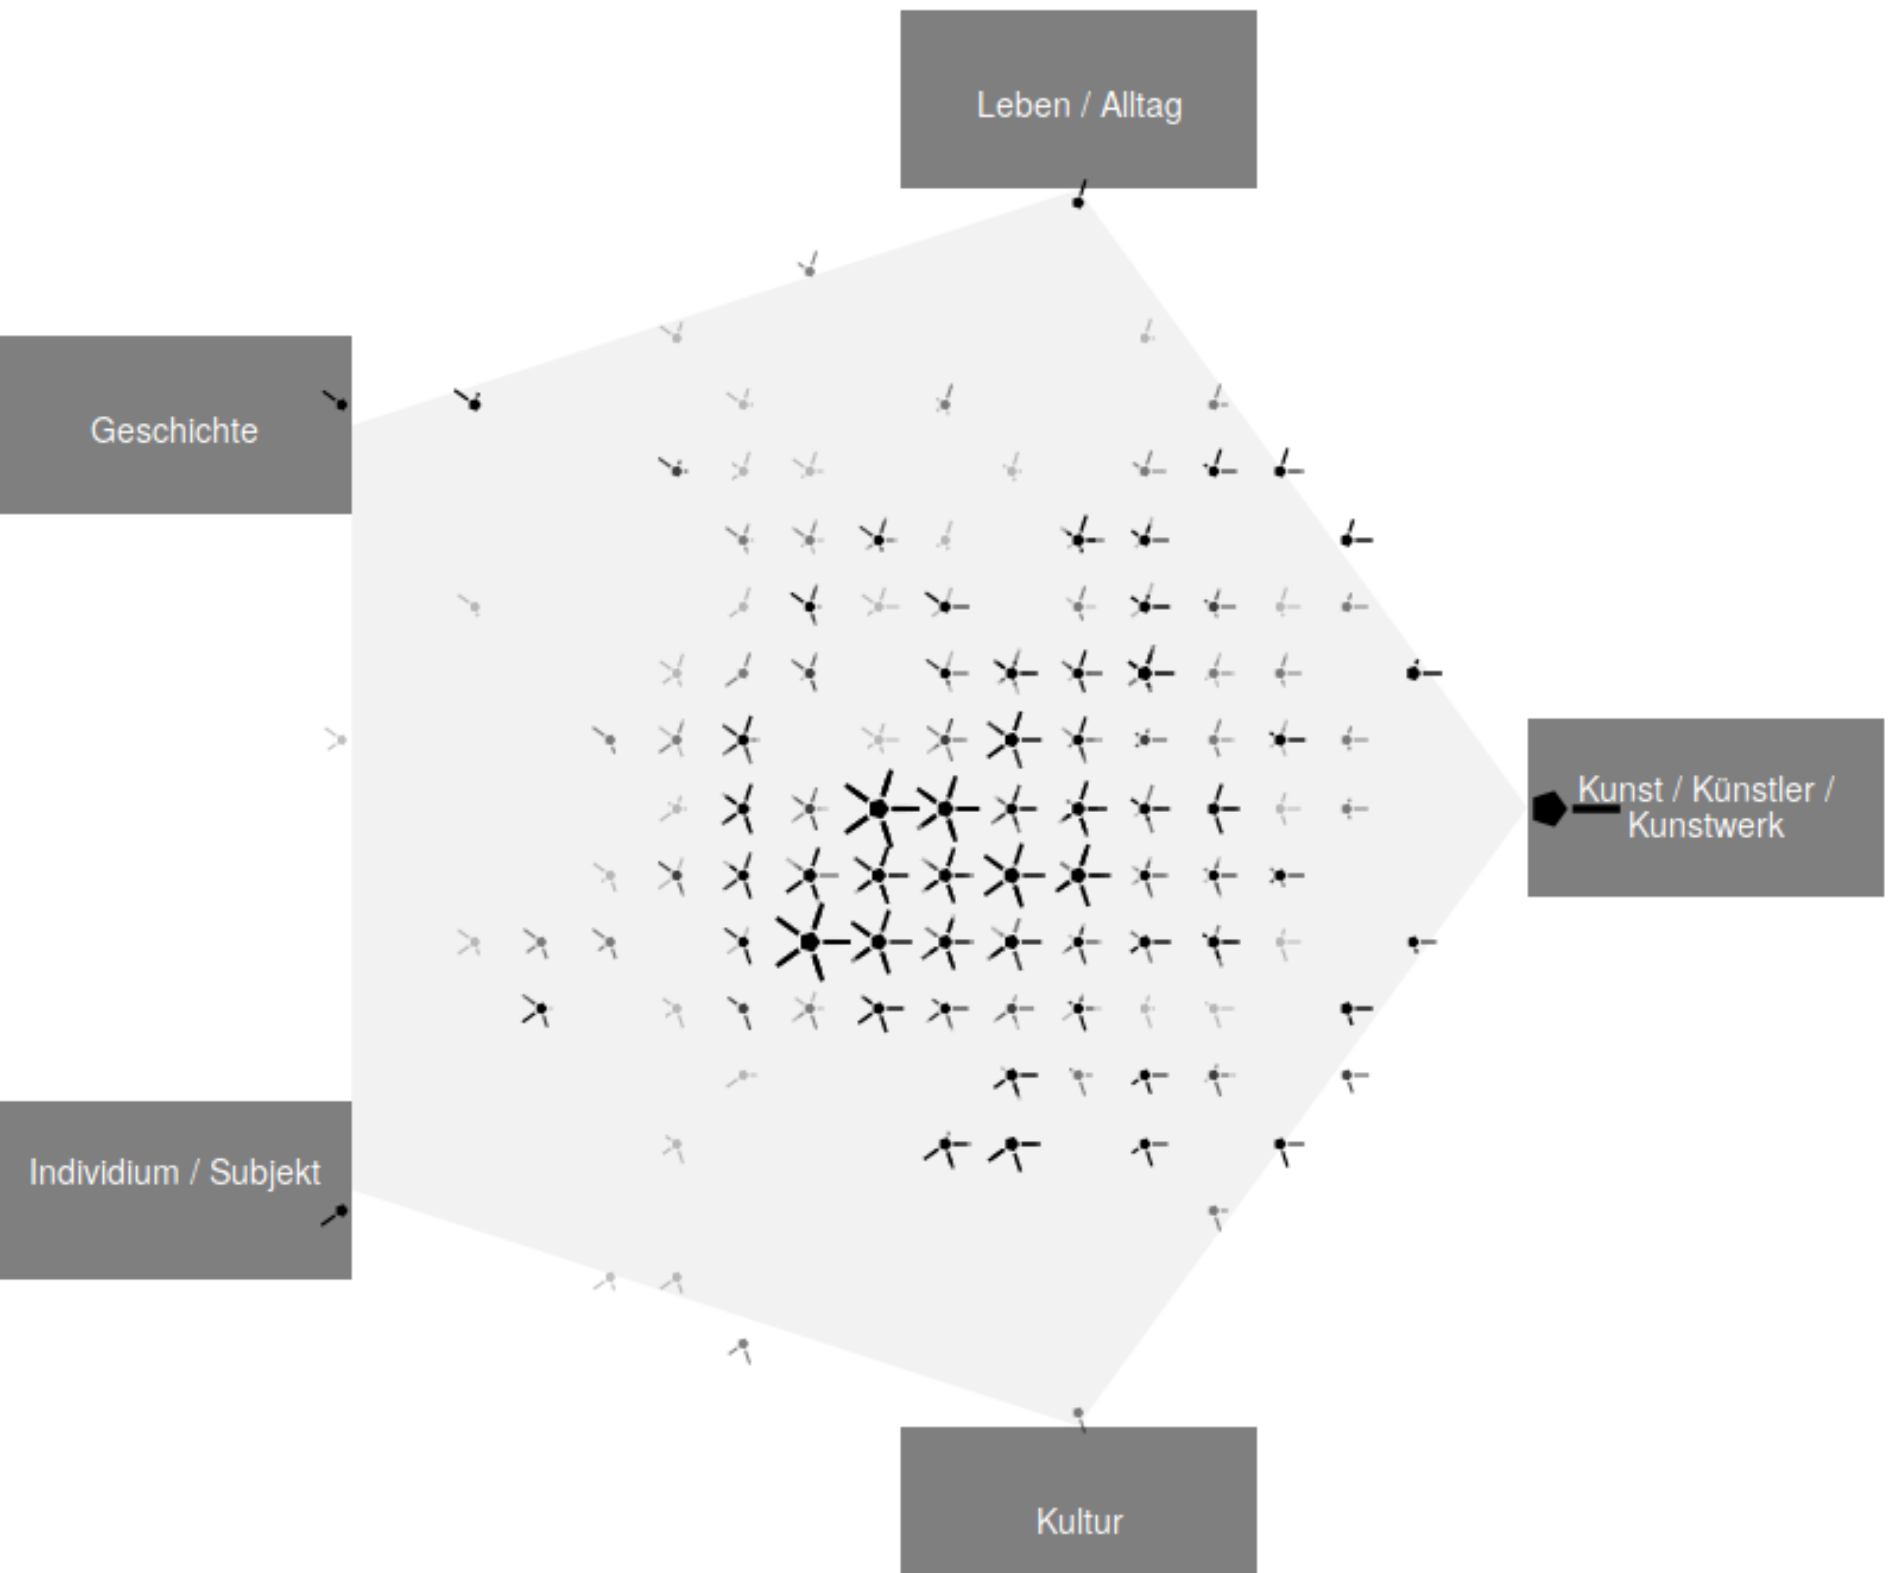 Leben / Alltag
Geschichte
Kunst / Künstler /
Kunstwerk
Individium / Subjekt
Kultur